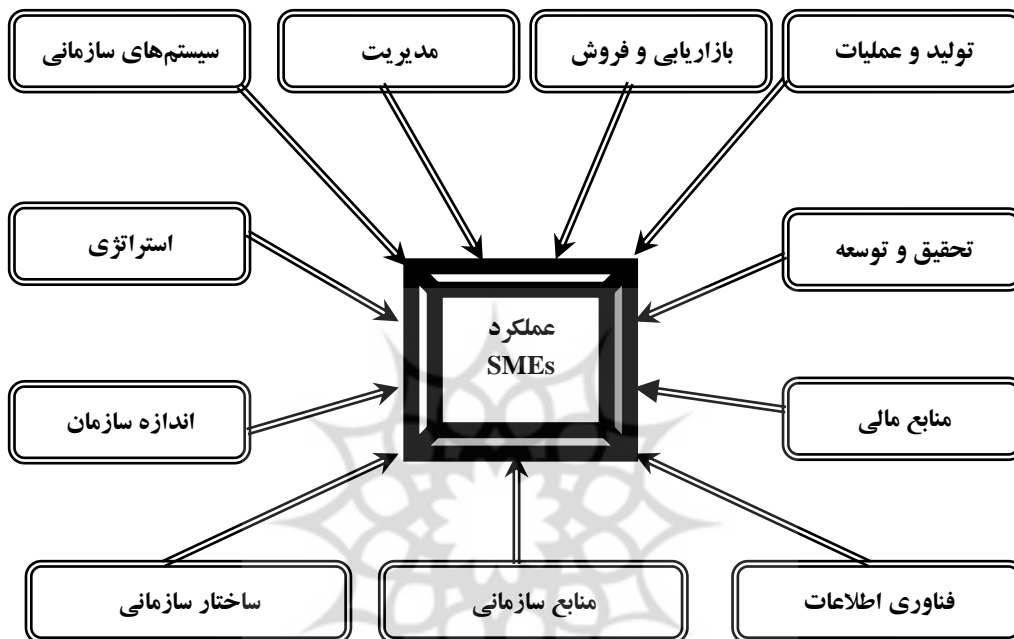 تولید و عملیات
بازاریابی و فروش
مدیریت
سیستم‌های سازمانی
تحقیق و توسعه
استراتژی
عملکرد
SMEs
منابع مالی
اندازه سازمان
فناوری اطلاعات
منابع سازمانی
ساختار سازمانی